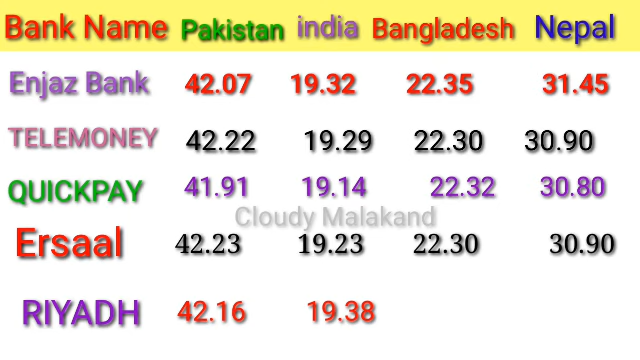 Bank Name Pakistan india Bangladesh Nepal
Enjaz Bank 42.07 19.32 22.35 31.45
TELEMONEY 42.22 19.29 22.30 30.90
QUICKPAY 41.91 19.14 22.32 30.80
Cloudy Malakand
Ersaal 42.23 19.23 22.30 30.90
RIYADH 42.16 19.38